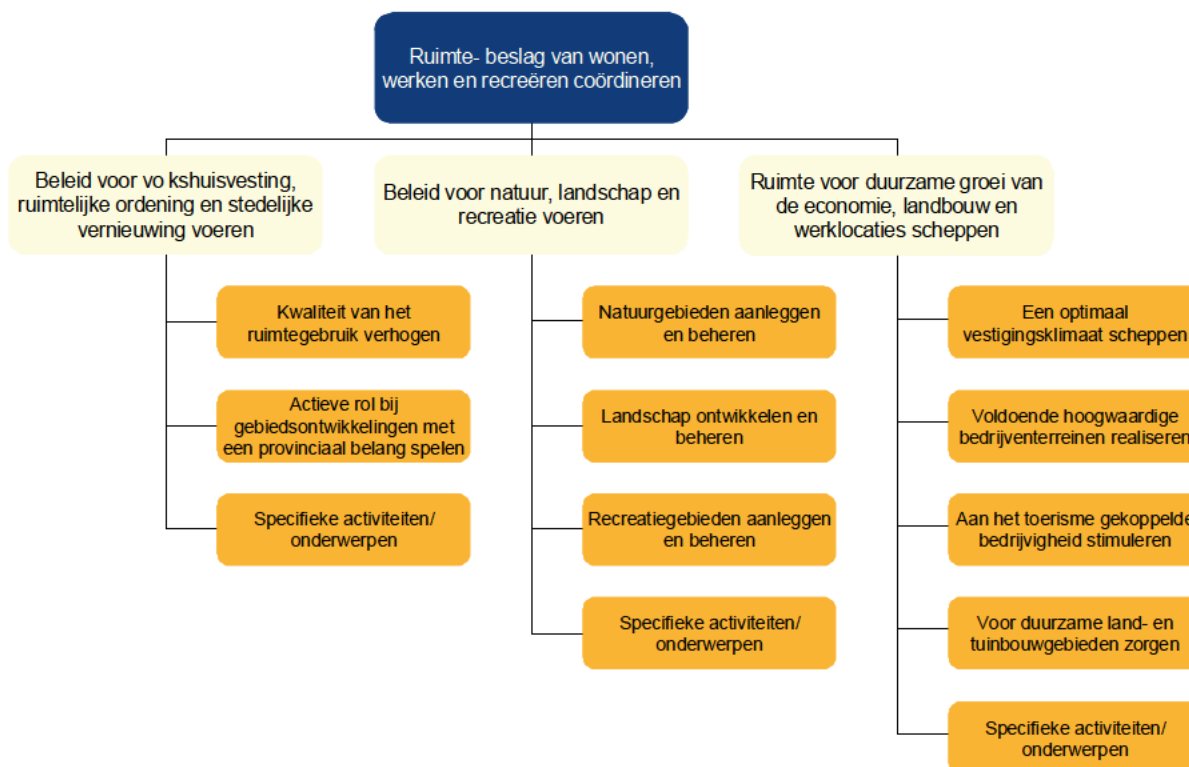 Ruimte- beslag van wonen,
werken en recreëren coördineren
Beleid voor vo kshuisvesting,
ruimtelijke ordening en stedelijke
vernieuwing voeren
Kwaliteit van het
ruimtegebruik verhogen
Actieve rol bij
gebiedsontwikkelingen met
een provinciaal belang spelen
Specifieke activiteiten/
onderwerpen
Beleid voor natuur, landschap en
recreatie voeren
Natuurgebieden aanleggen
en beheren
Landschap ontwikkelen en
beheren
Recreatiegebieden aanleggen
en beheren
Specifieke activiteiten/
onderwerpen
Ruimte voor duurzame groei van
de economie, landbouw en
werklocaties scheppen
Een optimaal
vestigingsklimaat scheppen
Voldoende hoogwaardige
bedrijventerreinen realiseren
Aan het toerisme gekoppelde
bedrijvigheid stimuleren
Voor duurzame land- en
tuinbouwgebieden zorgen
Specifieke activiteiten/
onderwerpen